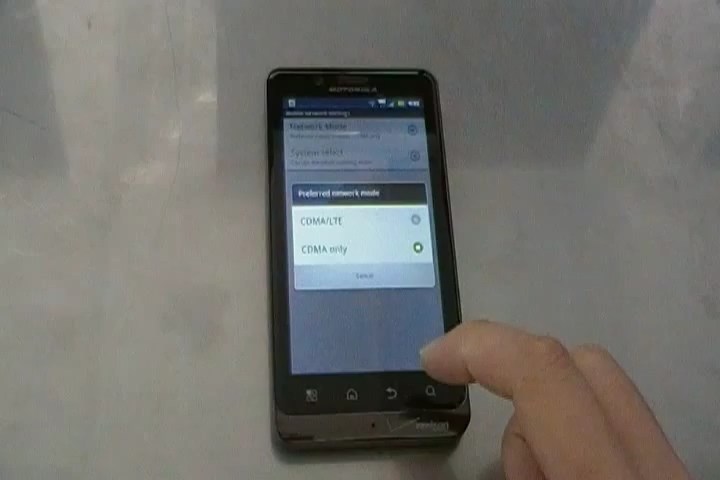 MOTOROLA
Mobile network settings
Network Mode
System select
Preferred network mode
CDMA/LTE
CDMA only
Cancel
verizon